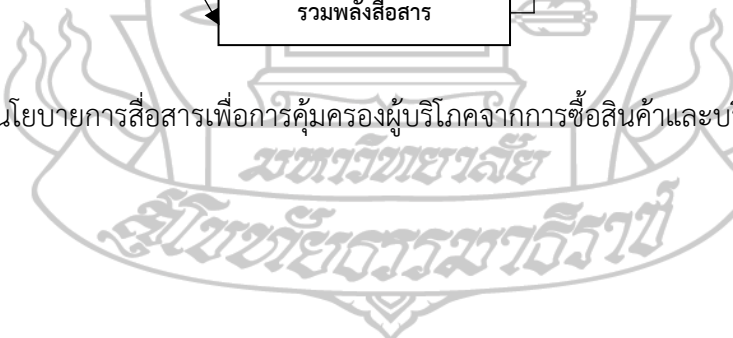 รวมพลังสื่อสาร
นโยบายการสื่อสารเพื่อการคุ้มครองผู้บริโภคจากการซื้อสินค้าและบริ
มหาวิทยาลัย
สุโขทัยธรรมาธิราช